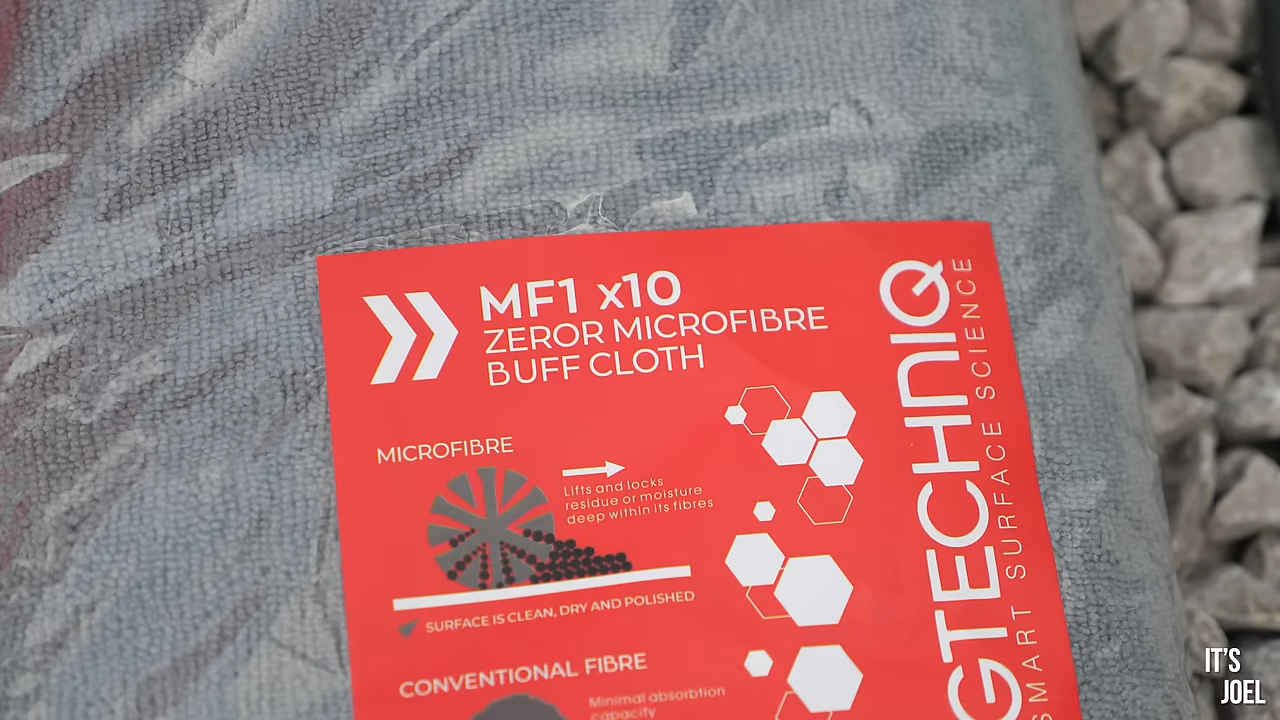 MF1 x10
ZEROR MICROFIBRE
BUFF CLOTH
MICROFIBRE
Lifts and locks
residue or moisture
deep within its fibres
SURFACE IS CLEAN, DRY AND POLISHED
CONVENTIONAL FIBRE
Minimal absorbtion
capacity
GTECHNIQ
SMART SURFACE SCIENCE
IT'S
JOEL